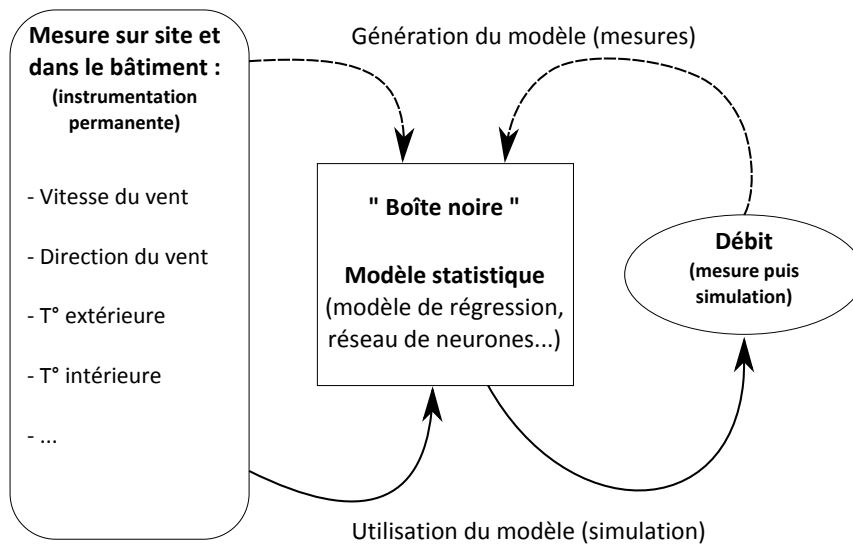 Mesure sur site et
dans le bâtiment :
(instrumentation
permanente)
- Vitesse du vent
- Direction du vent
- T° extérieure
- T° intérieure
- ...
Génération du modèle (mesures)
" Boîte noire "
Modèle statistique
(modèle de régression,
réseau de neurones...)
Débit
(mesure puis
simulation)
Utilisation du modèle (simulation)